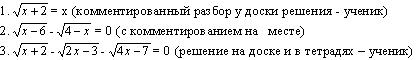 1. √(x+2) = x (комментированный разбор у доски решения - ученик)
2. √(x−6) - √(4−x) = 0 (с комментированием на месте)
3. √(x+2) - √(2x−3) - √(4x−7) = 0 (решение на доске и в тетрадях – ученик)